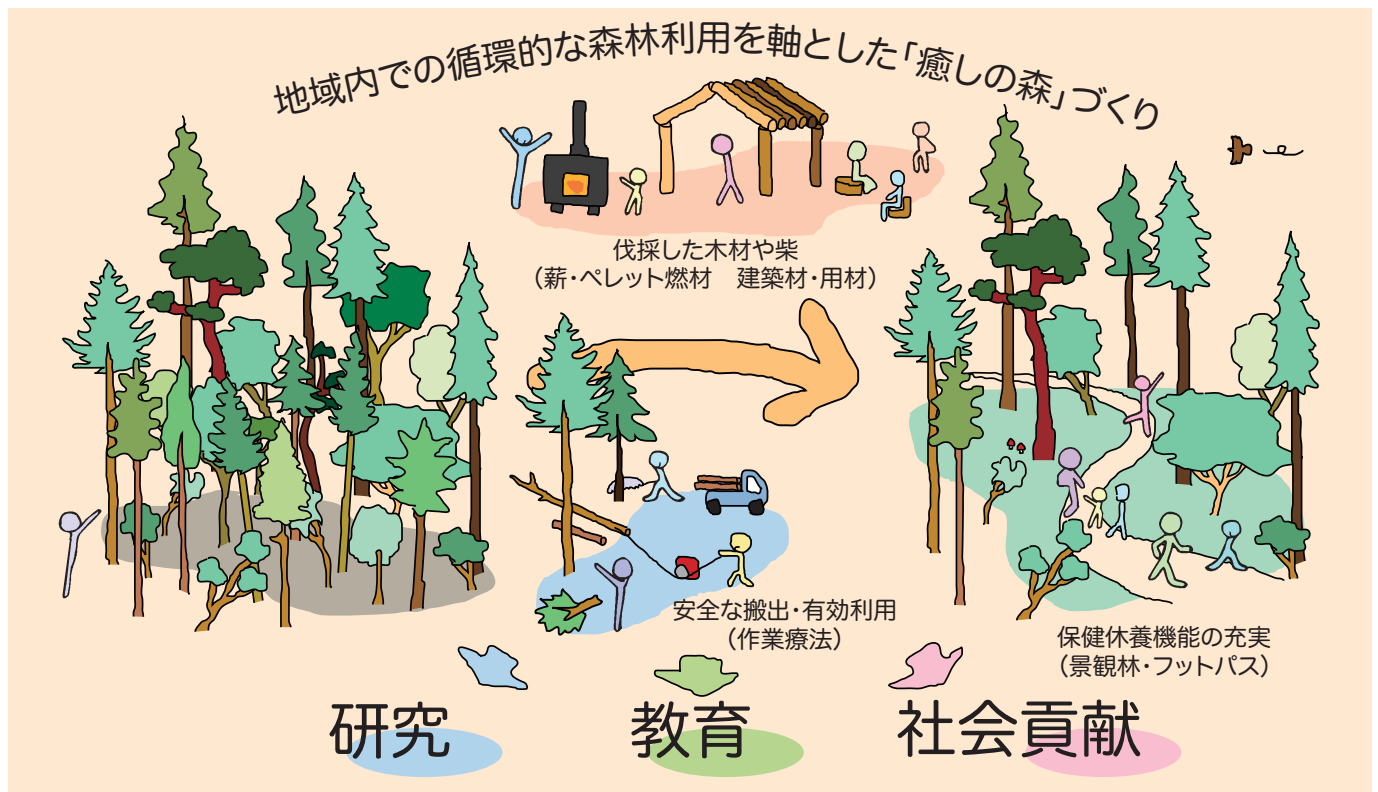 地域内での循環的な森林利用を軸とした「癒しの森」づくり
伐採した木材や柴
（薪・ペレット燃材　建築材・用材）
安全な搬出・有効利用
（作業療法）
保健休養機能の充実
（景観林・フットパス）
研究
教育
社会貢献